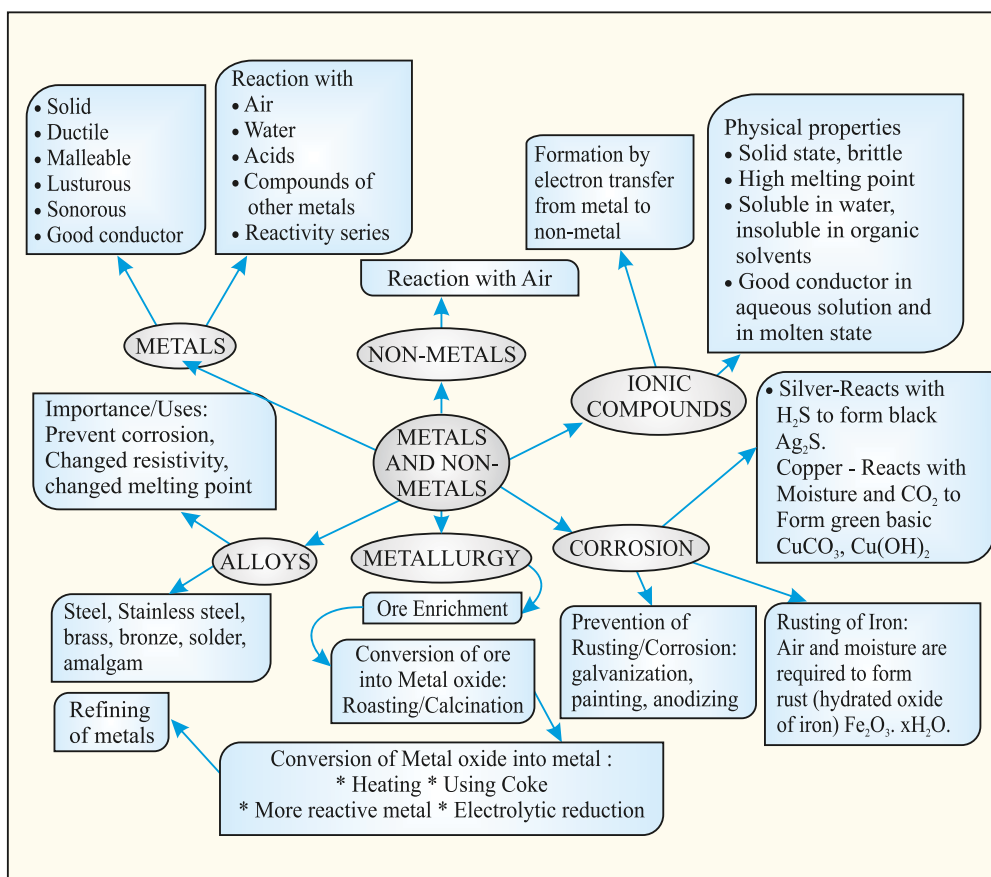 • Solid
• Ductile
• Malleable
• Lusturous
• Sonorous
• Good conductor
Reaction with
• Air
• Water
• Acids
• Compounds of
other metals
• Reactivity series
Formation by
electron transfer
from metal to
non-metal
Physical properties
• Solid state, brittle
• High melting point
• Soluble in water,
insoluble in organic
solvents
• Good conductor in
aqueous solution and
in molten state
Reaction with Air
METALS
NON-METALS
IONIC
COMPOUNDS
Importance/Uses:
Prevent corrosion,
Changed resistivity,
changed melting point
METALS
AND NON-
METALS
• Silver-Reacts with
H₂S to form black
Ag₂S.
Copper - Reacts with
Moisture and CO₂ to
Form green basic
CuCO₃, Cu(OH)₂
ALLOYS
METALLURGY
CORROSION
Steel, Stainless steel,
brass, bronze, solder,
amalgam
Ore Enrichment
Conversion of ore
into Metal oxide:
Roasting/Calcination
Prevention of
Rusting/Corrosion:
galvanization,
painting, anodizing
Rusting of Iron:
Air and moisture are
required to form
rust (hydrated oxide
of iron) Fe₂O₃. xH₂O.
Refining
of metals
Conversion of Metal oxide into metal :
* Heating * Using Coke
* More reactive metal * Electrolytic reduction